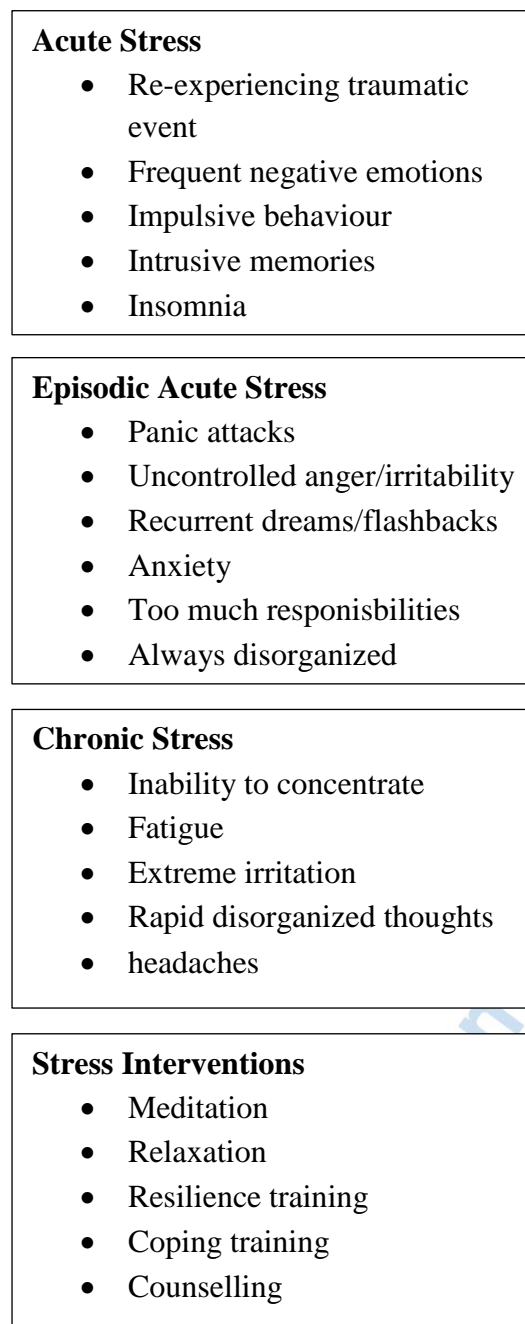 Acute Stress
• Re-experiencing traumatic
event
• Frequent negative emotions
• Impulsive behaviour
• Intrusive memories
• Insomnia
Episodic Acute Stress
• Panic attacks
• Uncontrolled anger/irritability
• Recurrent dreams/flashbacks
• Anxiety
• Too much responisbilities
• Always disorganized
Chronic Stress
• Inability to concentrate
• Fatigue
• Extreme irritation
• Rapid disorganized thoughts
• headaches
Stress Interventions
• Meditation
• Relaxation
• Resilience training
• Coping training
• Counselling